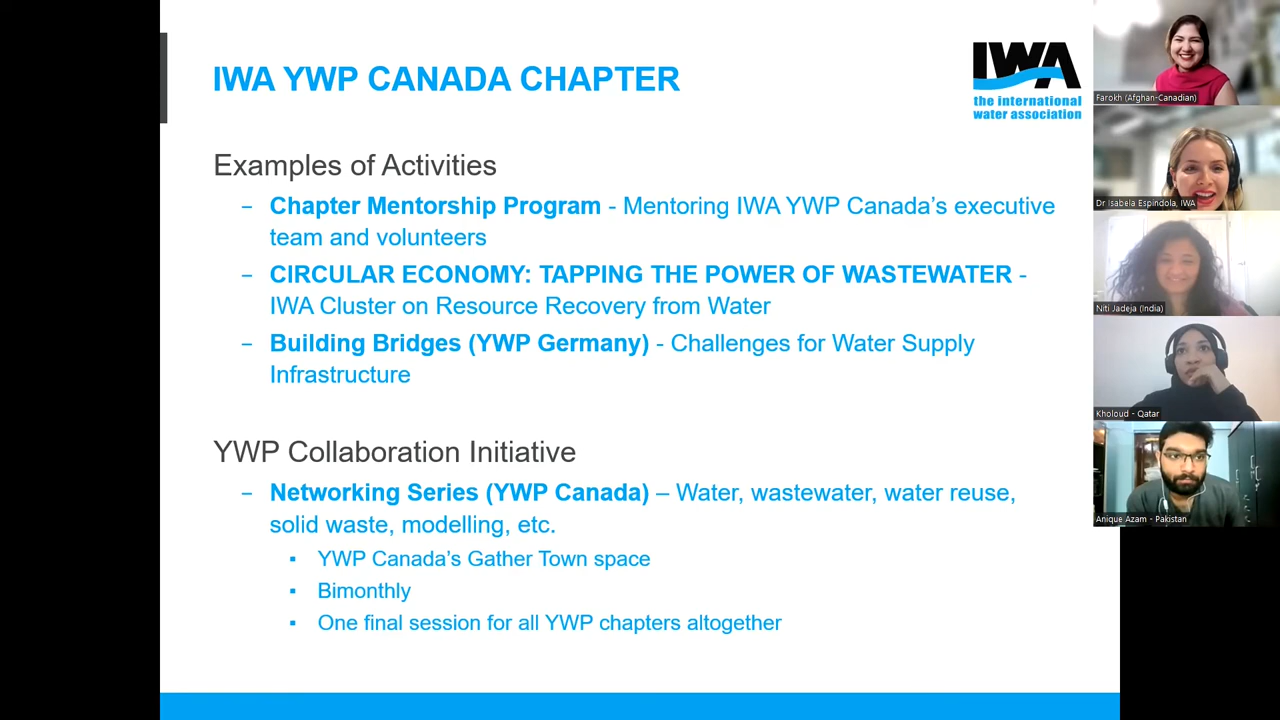 IWA YWP CANADA CHAPTER
IWA
the international
water association
Examples of Activities
– Chapter Mentorship Program - Mentoring IWA YWP Canada’s executive
team and volunteers
– CIRCULAR ECONOMY: TAPPING THE POWER OF WASTEWATER -
IWA Cluster on Resource Recovery from Water
– Building Bridges (YWP Germany) - Challenges for Water Supply
Infrastructure
YWP Collaboration Initiative
– Networking Series (YWP Canada) – Water, wastewater, water reuse,
solid waste, modelling, etc.
▪ YWP Canada’s Gather Town space
▪ Bimonthly
▪ One final session for all YWP chapters altogether
Farokh (Afghan-Canadian)
Dr Isabela Espindola, IWA
Niti Jadeja (India)
Kholoud - Qatar
Anique Azam - Pakistan